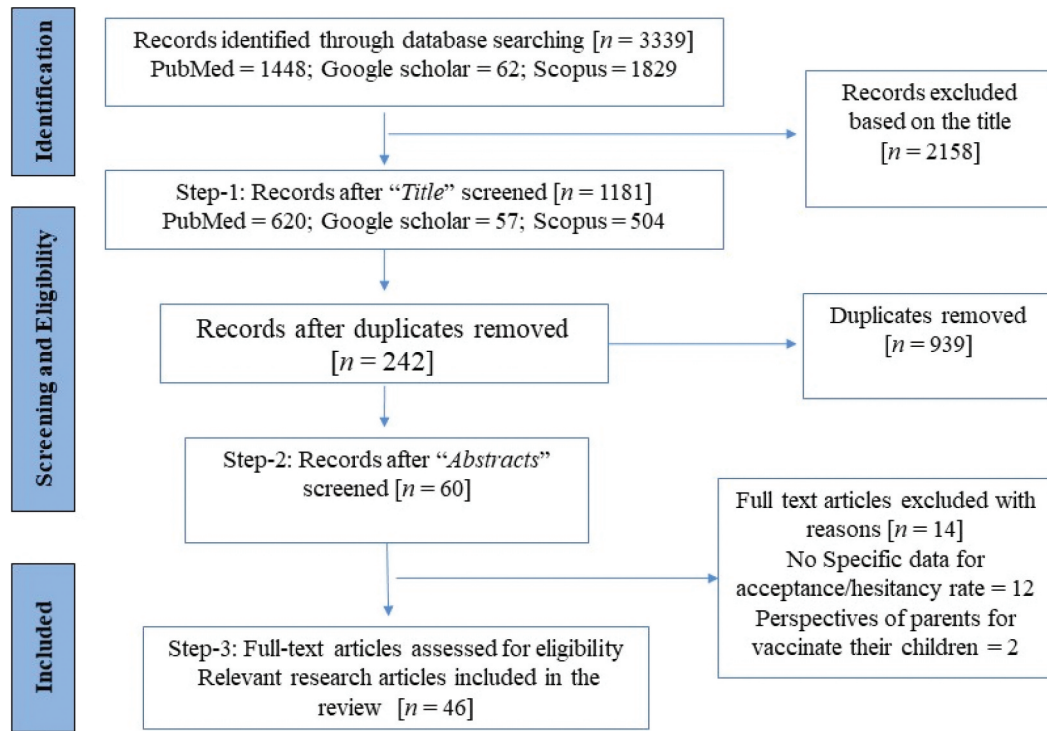 Identification
Records identified through database searching [n = 3339]
PubMed = 1448; Google scholar = 62; Scopus = 1829
Records excluded
based on the title
[n = 2158]
Step-1: Records after “Title” screened [n = 1181]
PubMed = 620; Google scholar = 57; Scopus = 504
Screening and Eligibility
Records after duplicates removed
[n = 242]
Duplicates removed
[n = 939]
Step-2: Records after “Abstracts”
screened [n = 60]
Full text articles excluded with
reasons [n = 14]
No Specific data for
acceptance/hesitancy rate = 12
Perspectives of parents for
vaccinate their children = 2
Included
Step-3: Full-text articles assessed for eligibility
Relevant research articles included in the
review [n = 46]